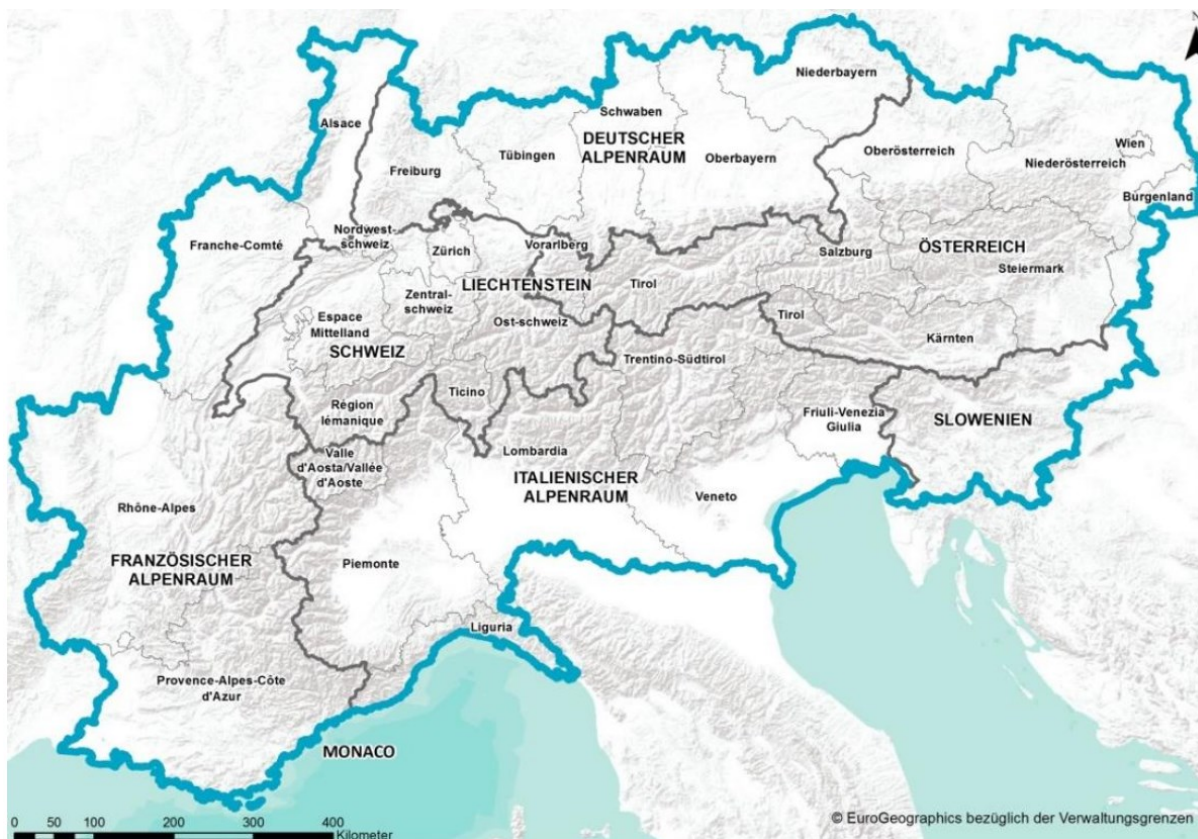 N
Niederbayern
Schwaben
Alsace
DEUTSCHER
ALPENRAUM
Wien
Tübingen
Oberbayern
Oberösterreich
Niederösterreich
Freiburg
Burgenland
Nordwest-
schweiz
Franche-Comté
Zürich
Vorarlberg
Salzburg
ÖSTERREICH
Steiermark
LIECHTENSTEIN
Tirol
Zentral-
schweiz
Espace
Mittelland
Ost-schweiz
Tirol
Kärnten
SCHWEIZ
Trentino-Südtirol
Ticino
Région
lémanique
Friuli-Venezia
Giulia
SLOWENIEN
Valle
d'Aosta/Vallée
d'Aoste
Lombardia
ITALIENISCHER
ALPENRAUM
Veneto
Rhône-Alpes
FRANZÖSISCHER
ALPENRAUM
Piemonte
Liguria
Provence-Alpes-Côte
d'Azur
MONACO
0 50 100 200 300 400
Kilometer
© EuroGeographics bezüglich der Verwaltungsgrenzen